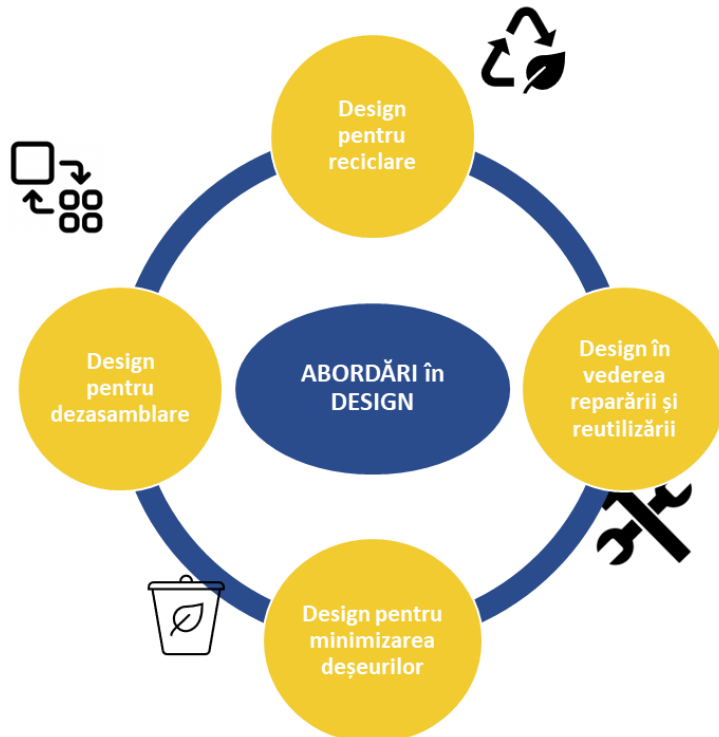 Design
pentru
reciclare
Design
pentru
dezasamblare
ABORDĂRI în
DESIGN
Design în
vederea
reparării și
reutilizării
Design pentru
minimizarea
deșeurilor